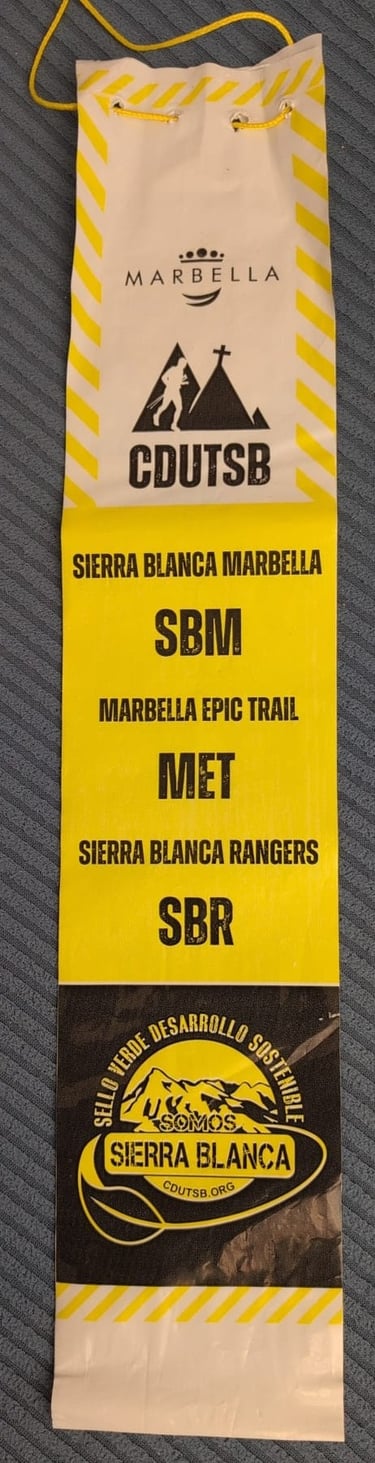 MARBELLA
CDUTSB
SIERRA BLANCA MARBELLA
SBM
MARBELLA EPIC TRAIL
MET
SIERRA BLANCA RANGERS
SBR
SELLO VERDE DESARROLLO SOSTENIBLE
SOMOS
SIERRA BLANCA
CDUTSB.ORG